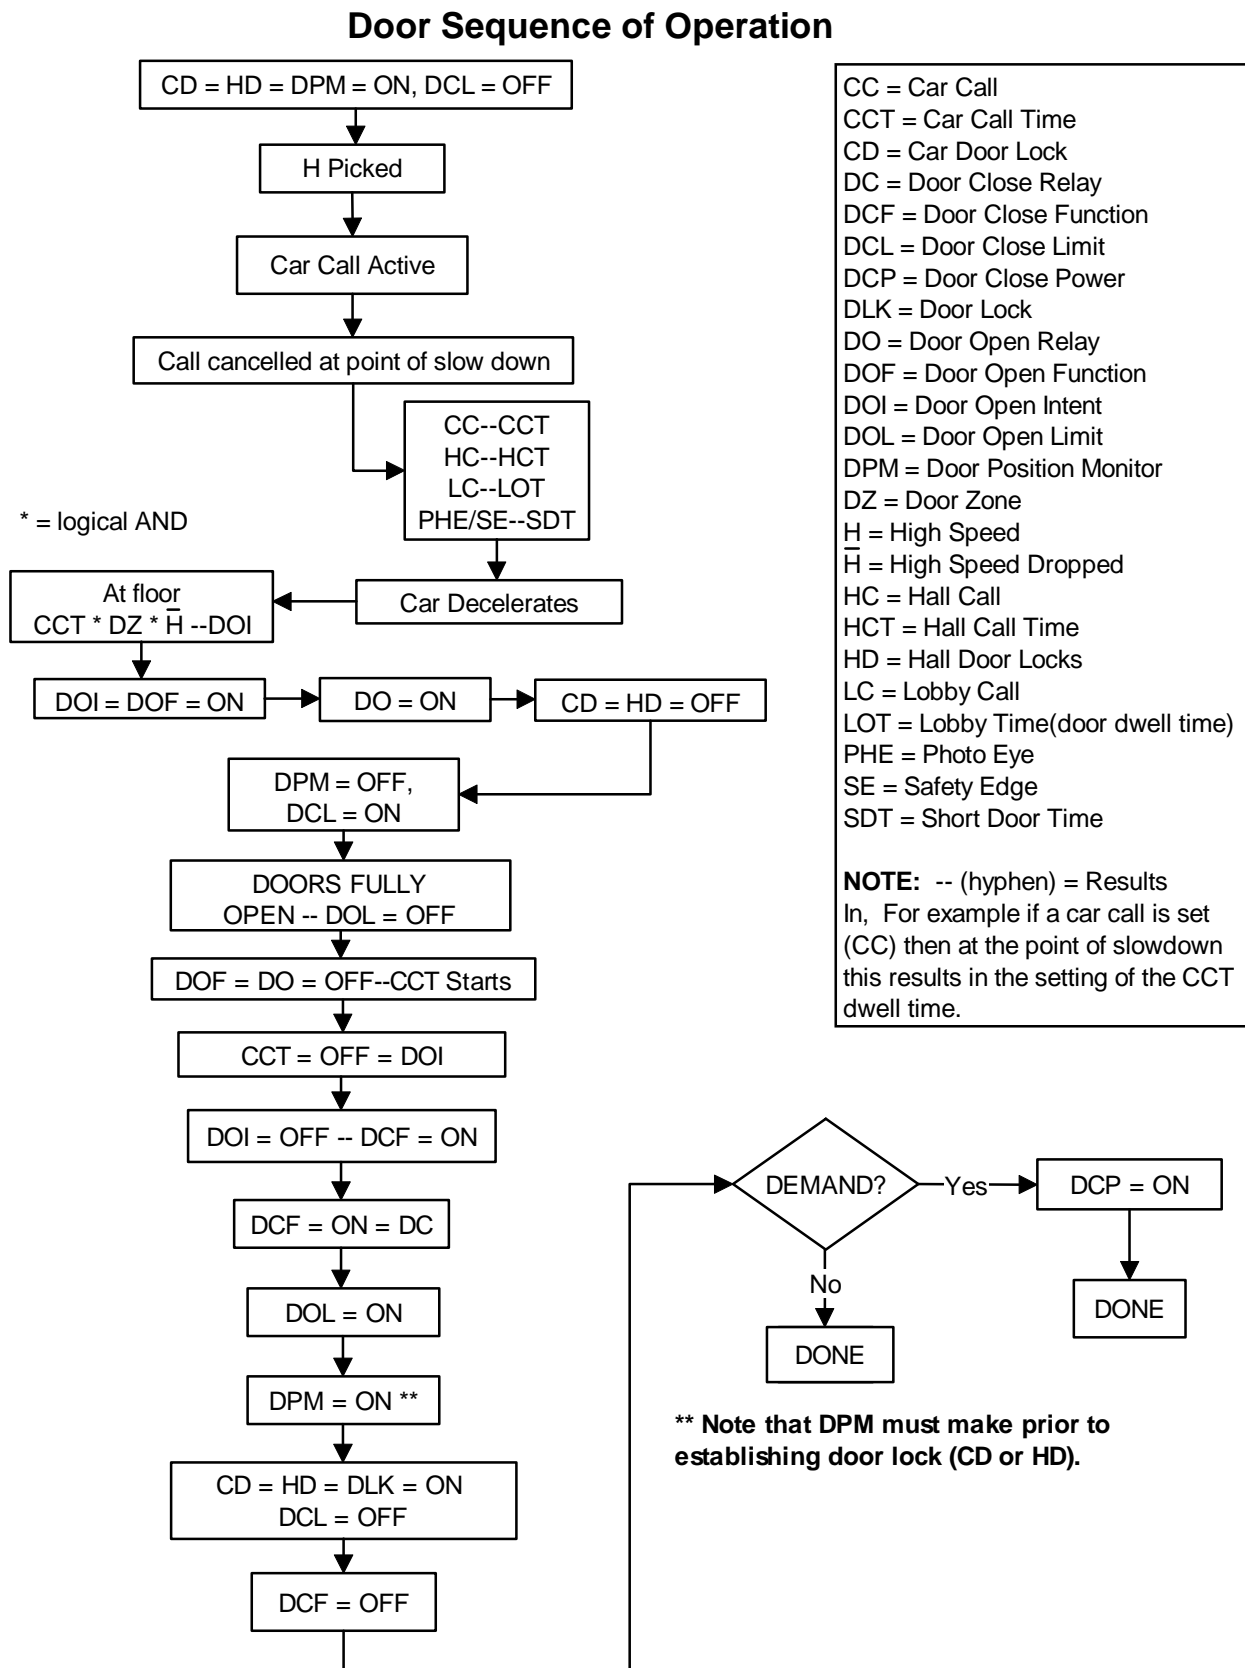 Door Sequence of Operation
CD = HD = DPM = ON, DCL = OFF
H Picked
Car Call Active
Call cancelled at point of slow down
CC--CCT
HC--HCT
LC--LOT
PHE/SE--SDT
* = logical AND
Car Decelerates
At floor
CCT * DZ * H̅ --DOI
DOI = DOF = ON
DO = ON
CD = HD = OFF
DPM = OFF,
DCL = ON
DOORS FULLY
OPEN -- DOL = OFF
DOF = DO = OFF--CCT Starts
CCT = OFF = DOI
DOI = OFF -- DCF = ON
DCF = ON = DC
DOL = ON
DPM = ON **
CD = HD = DLK = ON
DCL = OFF
DCF = OFF
CC = Car Call
CCT = Car Call Time
CD = Car Door Lock
DC = Door Close Relay
DCF = Door Close Function
DCL = Door Close Limit
DCP = Door Close Power
DLK = Door Lock
DO = Door Open Relay
DOF = Door Open Function
DOI = Door Open Intent
DOL = Door Open Limit
DPM = Door Position Monitor
DZ = Door Zone
H = High Speed
H̅ = High Speed Dropped
HC = Hall Call
HCT = Hall Call Time
HD = Hall Door Locks
LC = Lobby Call
LOT = Lobby Time(door dwell time)
PHE = Photo Eye
SE = Safety Edge
SDT = Short Door Time
NOTE: -- (hyphen) = Results
In, For example if a car call is set
(CC) then at the point of slowdown
this results in the setting of the CCT
dwell time.
DEMAND?
Yes
DCP = ON
No
DONE
DONE
** Note that DPM must make prior to
establishing door lock (CD or HD).